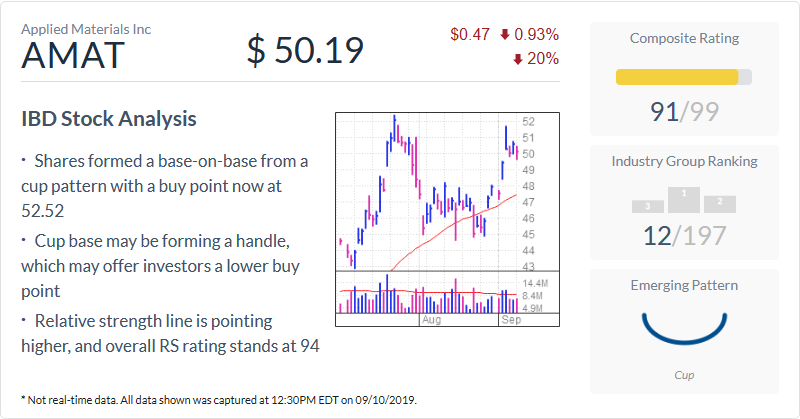 Applied Materials Inc
AMAT
$ 50.19
$0.47 0.93%
20%
IBD Stock Analysis
· Shares formed a base-on-base from a
cup pattern with a buy point now at
52.52
· Cup base may be forming a handle,
which may offer investors a lower buy
point
· Relative strength line is pointing
higher, and overall RS rating stands at 94
52
51
50
49
48
47
46
45
44
43
14.4M
8.4M
4.9M
Aug
Sep
Composite Rating
91/99
Industry Group Ranking
3
1
2
12/197
Emerging Pattern
Cup
* Not real-time data. All data shown was captured at 12:30PM EDT on 09/10/2019.